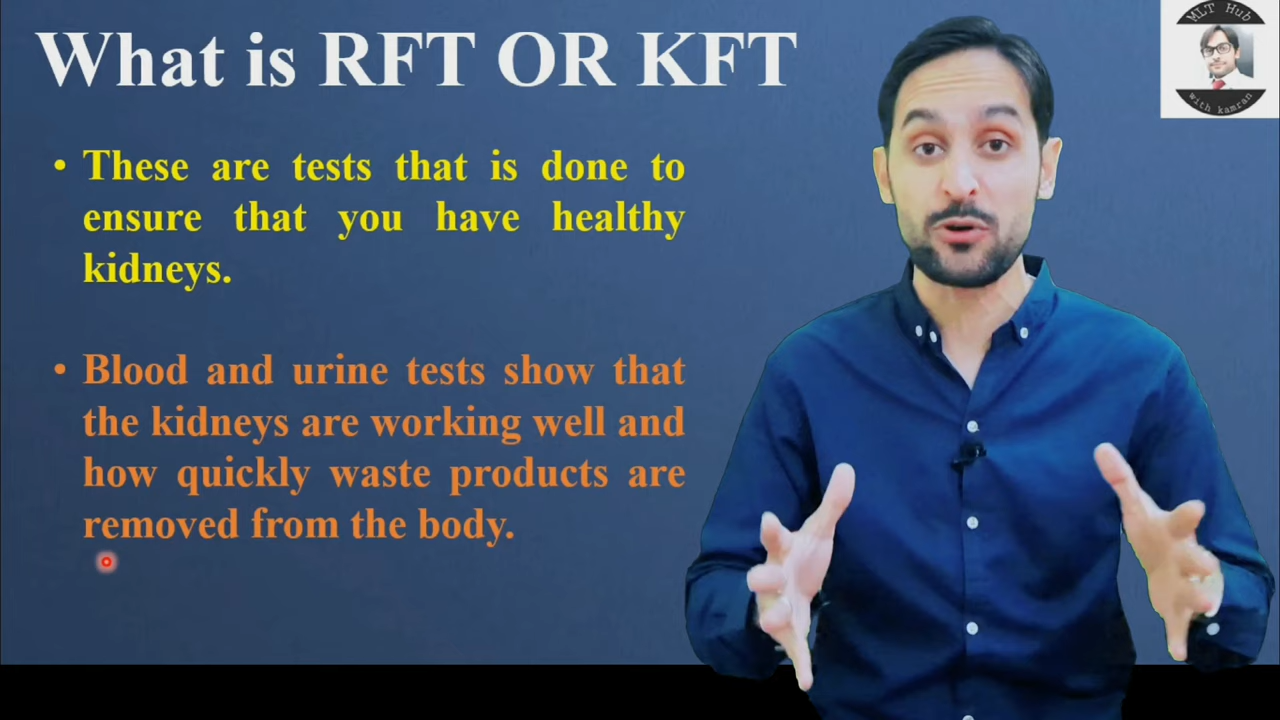 What is RFT OR KFT
MLT Hub
with kamran
• These are tests that is done to
ensure that you have healthy
kidneys.
• Blood and urine tests show that
the kidneys are working well and
how quickly waste products are
removed from the body.